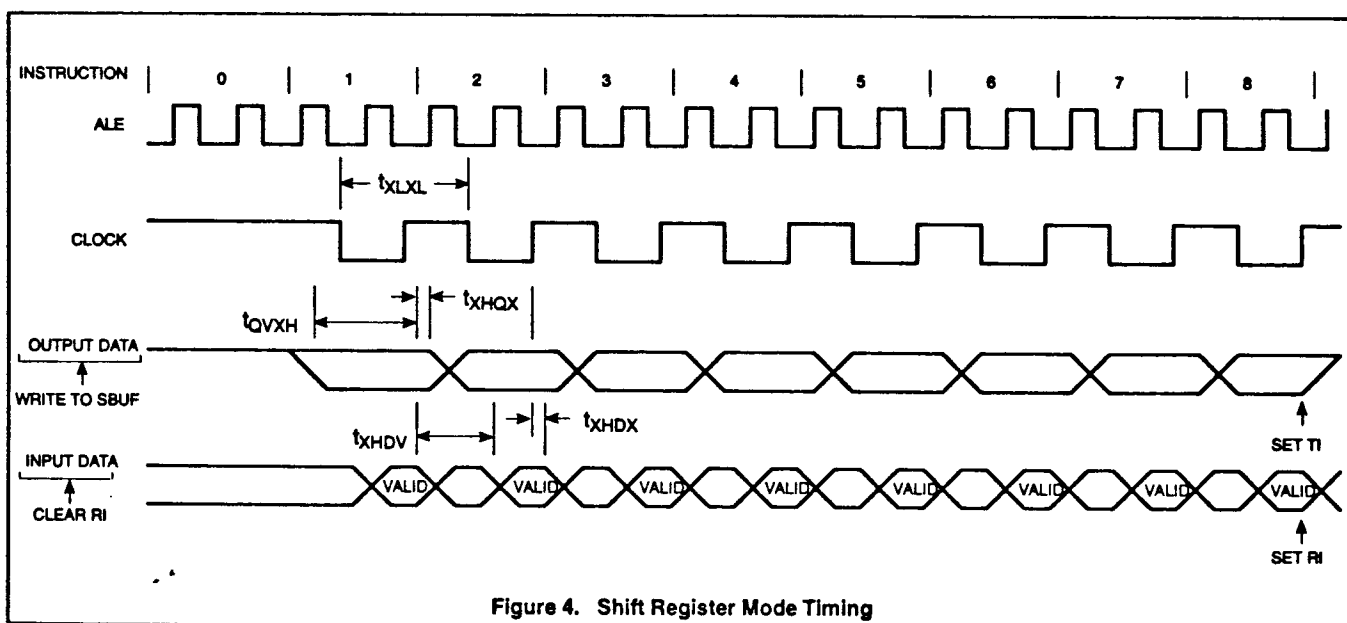 INSTRUCTION 0 1 2 3 4 5 6 7 8
ALE
tXLXL
CLOCK
tXHQX
tQVXH
OUTPUT DATA
WRITE TO SBUF
tXHDX
tXHDV
SET TI
INPUT DATA
VALID VALID VALID VALID VALID VALID VALID VALID
CLEAR RI
SET RI
Figure 4. Shift Register Mode Timing